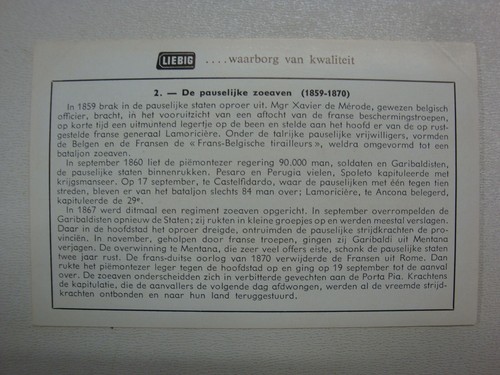 LIEBIG ....waarborg van kwaliteit
2. — De pauselijke zoeaven (1859-1870)
In 1859 brak in de pauselijke staten oproer uit. Mgr Xavier de Mérode, gewezen belgisch
officier, bracht, in het vooruitzicht van een aftocht van de franse beschermingstroepen,
op korte tijd een uitmuntend legertje op de been en stelde aan het hoofd er van de op rust-
gestelde franse generaal Lamoricière. Onder de talrijke pauselijke vrijwilligers, vormden
de Belgen en de Fransen de « Frans-Belgische tirailleurs », weldra omgevormd tot een
bataljon zoeaven.
In september 1860 liet de piëmontezer regering 90.000 man, soldaten en Garibaldisten,
de pauselijke staten binnenrukken. Pesaro en Perugia vielen, Spoleto kapituleerde met
krijgsmanseer. Op 17 september, te Castelfidardo, waar de pauselijken met één tegen tien
streden, bleven er van het bataljon slechts 84 man over; Lamoricière, te Ancona belegerd,
kapituleerde de 29e.
In 1867 werd ditmaal een regiment zoeaven opgericht. In september overrompelden de
Garibaldisten opnieuw de Staten; zij rukten in kleine groepjes op en werden meestal verslagen.
Daar in de hoofdstad het oproer dreigde, ontruimden de pauselijke strijdkrachten de pro-
vinciën. In november, geholpen door franse troepen, gingen zij Garibaldi uit Mentana
verjagen. De overwinning te Mentana, die zeer veel offers eiste, schonk de pauselijke staten
twee jaar rust. De frans-duitse oorlog van 1870 verwijderde de Fransen uit Rome. Dan
rukte het piëmontezer leger tegen de hoofdstad en en ging op 19 september tot de aanval
over. De zoeaven onderscheidden zich in verbitterde gevechten aan de Porta Pia. Krachtens
de kapitulatie, die de aanvallers de volgende dag afdwongen, werden al de vreemde strijd-
krachten ontbonden en naar hun land teruggestuurd.